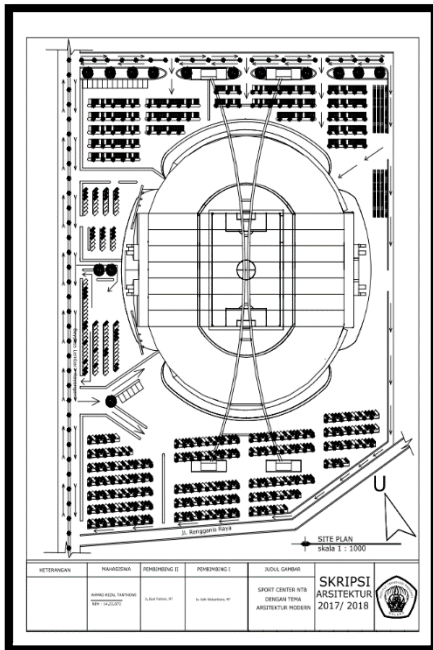 Jl. Rengganis Raya
U
SITE PLAN
skala 1 : 1000
KETERANGAN
MAHASISWA
PEMBIMBING II
PEMBIMBING I
JUDUL GAMBAR
SPORT CENTER NTB
DENGAN TEMA
ARSITEKTUR MODERN
SKRIPSI
ARSITEKTUR
2017/ 2018